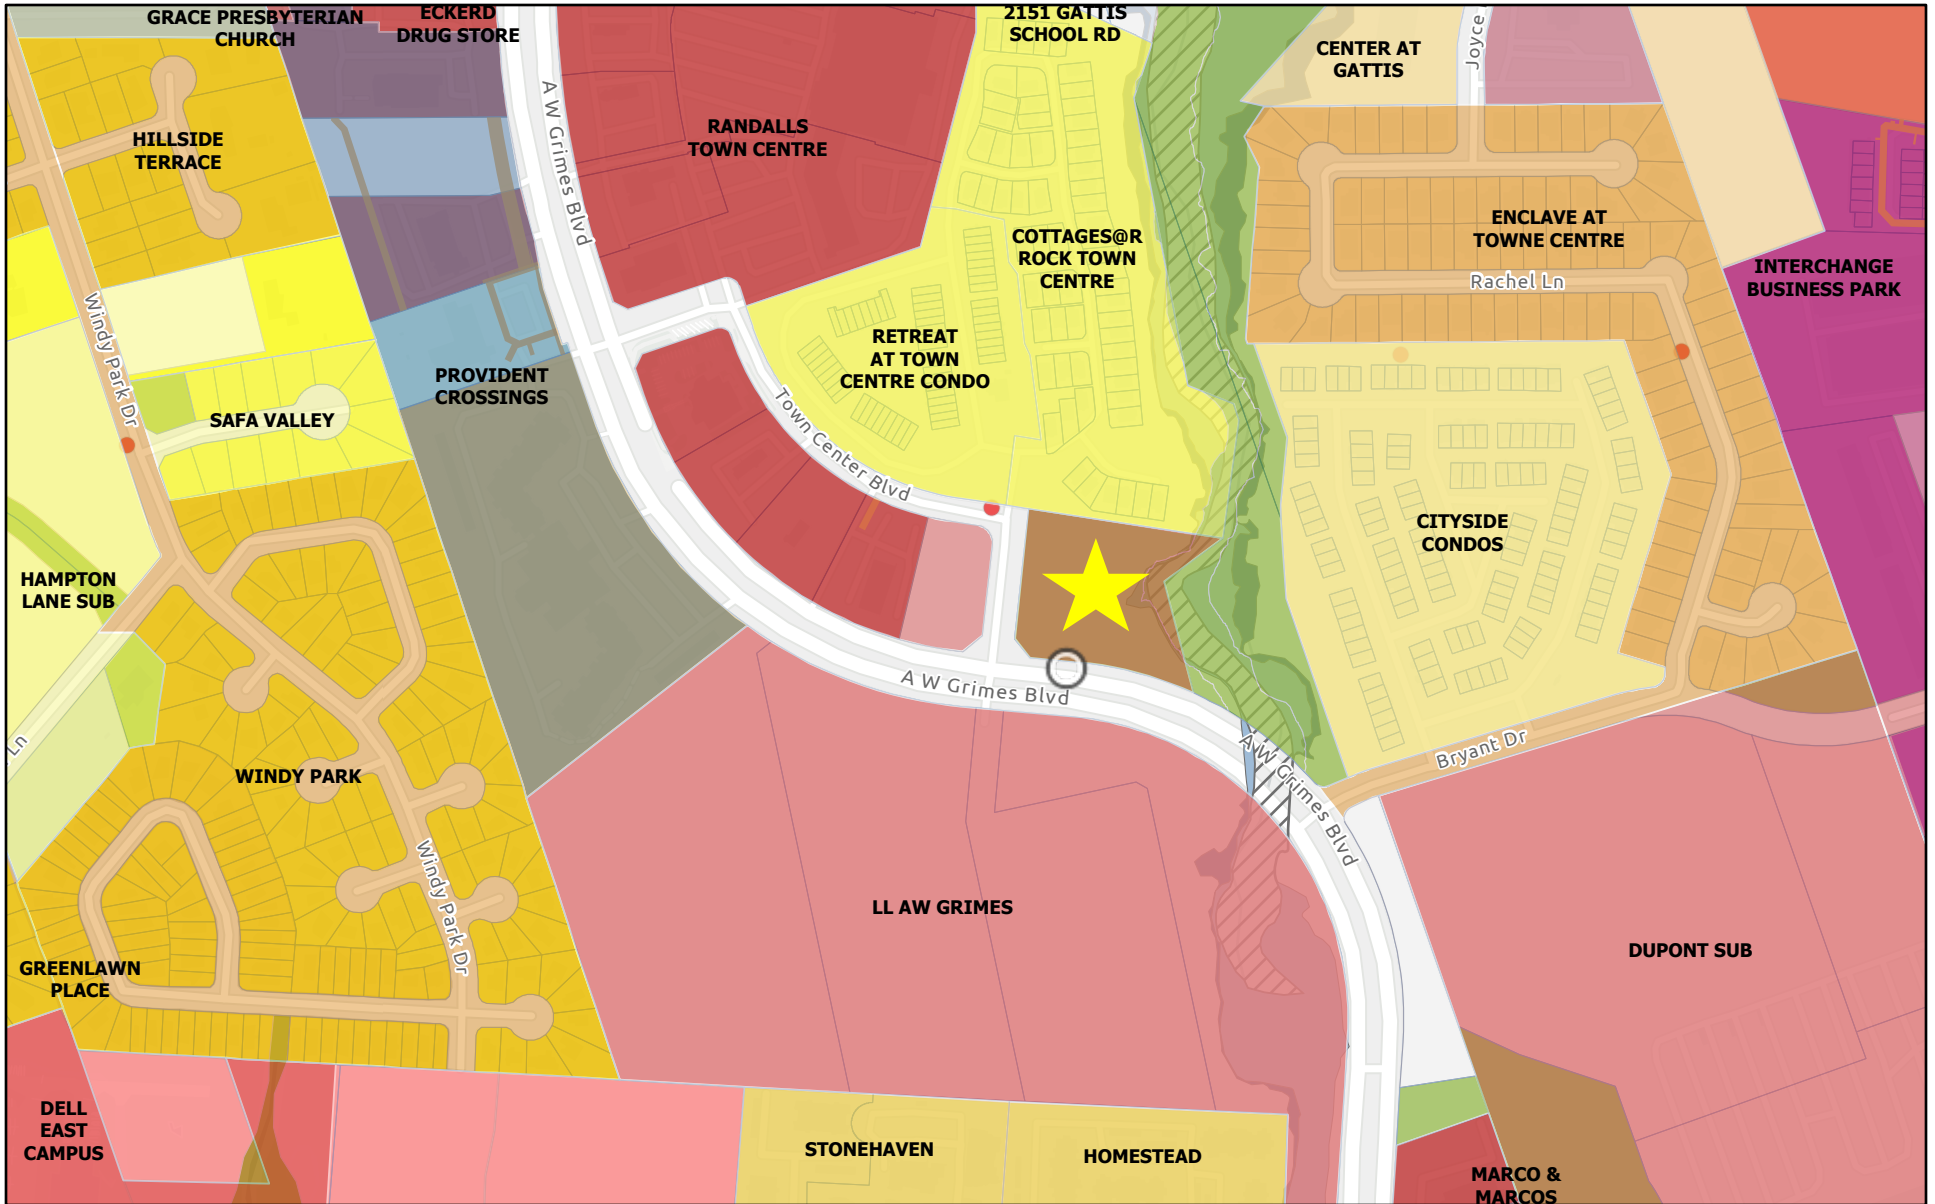 GRACE PRESBYTERIAN
CHURCH
ECKERD
DRUG STORE
2151 GATTIS
SCHOOL RD
CENTER AT
GATTIS
Joyce
HILLSIDE
TERRACE
A W Grimes Blvd
RANDALLS
TOWN CENTRE
COTTAGES@R
ROCK TOWN
CENTRE
ENCLAVE AT
TOWNE CENTRE
Rachel Ln
INTERCHANGE
BUSINESS PARK
Windy Park Dr
RETREAT
AT TOWN
CENTRE CONDO
PROVIDENT
CROSSINGS
SAFA VALLEY
Town Center Blvd
CITYSIDE
CONDOS
HAMPTON
LANE SUB
A W Grimes Blvd
Ln
WINDY PARK
A W Grimes Blvd
Bryant Dr
Windy Park Dr
LL AW GRIMES
DUPONT SUB
GREENLAWN
PLACE
DELL
EAST
CAMPUS
STONEHAVEN
HOMESTEAD
MARCO &
MARCOS